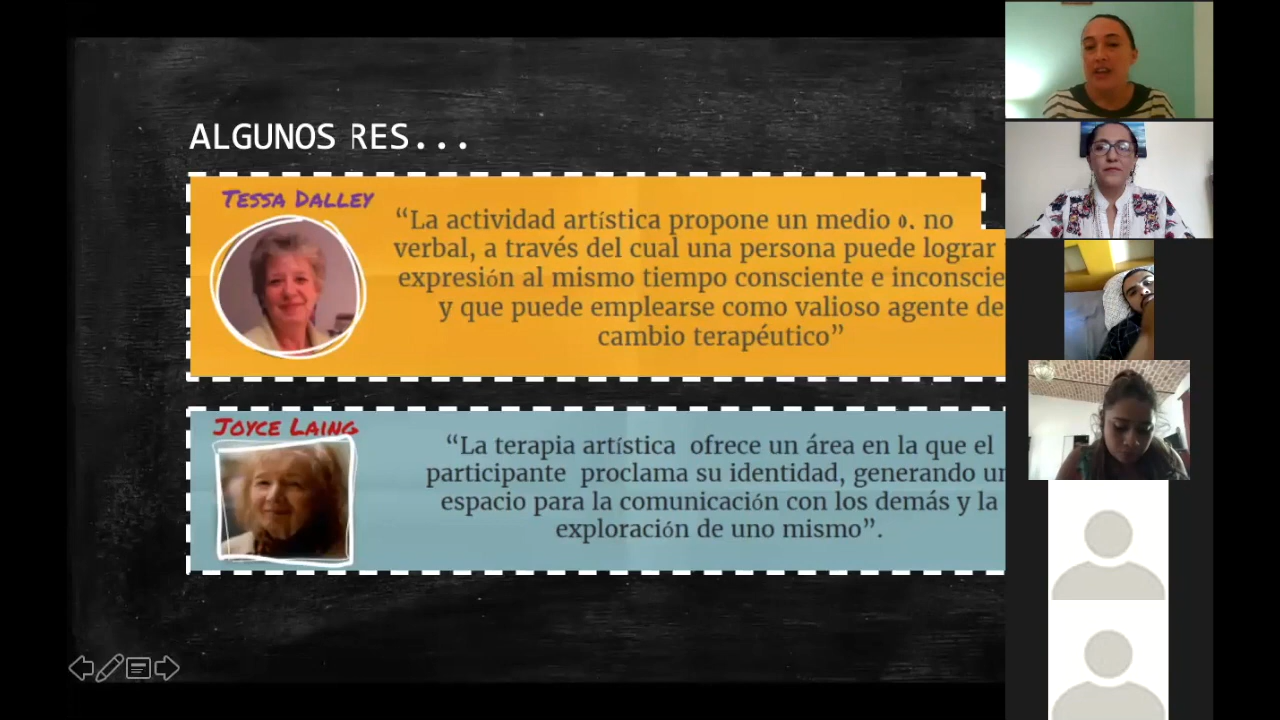 ALGUNOS RES...
TESSA DALLEY
“La actividad artística propone un medio no
verbal, a través del cual una persona puede lograr
expresión al mismo tiempo consciente e inconscie
y que puede emplearse como valioso agente de
cambio terapéutico”
JOYCE LAING
“La terapia artística ofrece un área en la que el
participante proclama su identidad, generando un
espacio para la comunicación con los demás y la
exploración de uno mismo”.